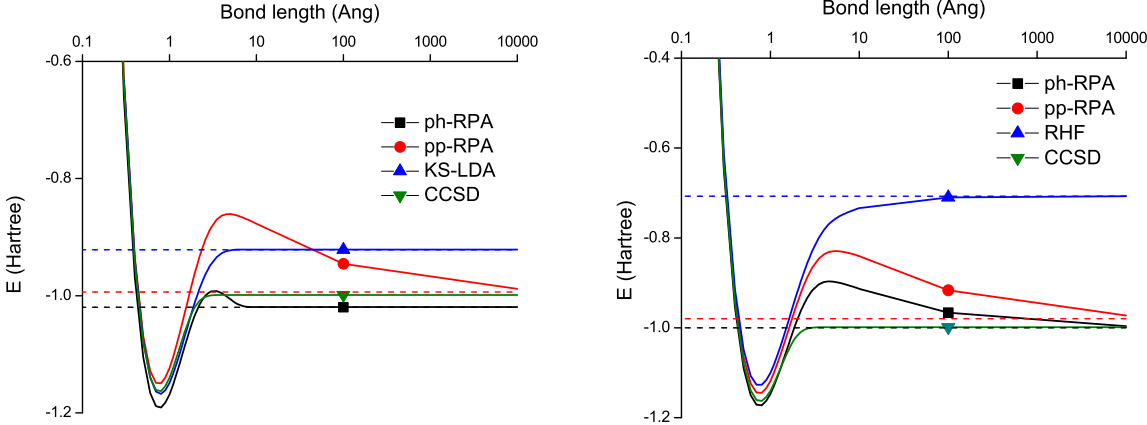 Bond length (Ang)
0.1 1 10 100 1000 10000
-0.6
-0.8
-1.0
-1.2
E (Hartree)
ph-RPA
pp-RPA
KS-LDA
CCSD
Bond length (Ang)
0.1 1 10 100 1000 10000
-0.4
-0.6
-0.8
-1.0
-1.2
E (Hartree)
ph-RPA
pp-RPA
RHF
CCSD